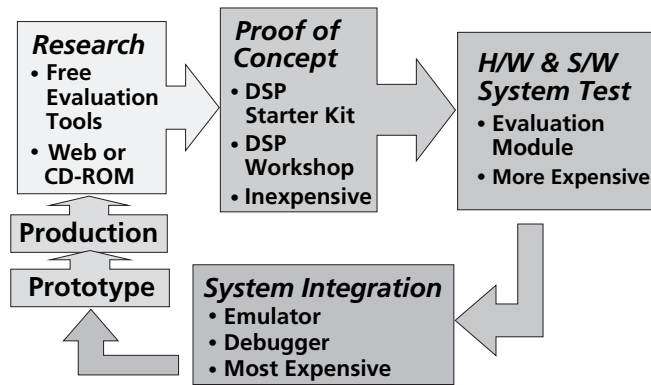 Research
• Free
Evaluation
Tools
• Web or
CD-ROM
Proof of
Concept
• DSP
Starter Kit
• DSP
Workshop
• Inexpensive
H/W & S/W
System Test
• Evaluation
Module
• More Expensive
System Integration
• Emulator
• Debugger
• Most Expensive
Prototype
Production